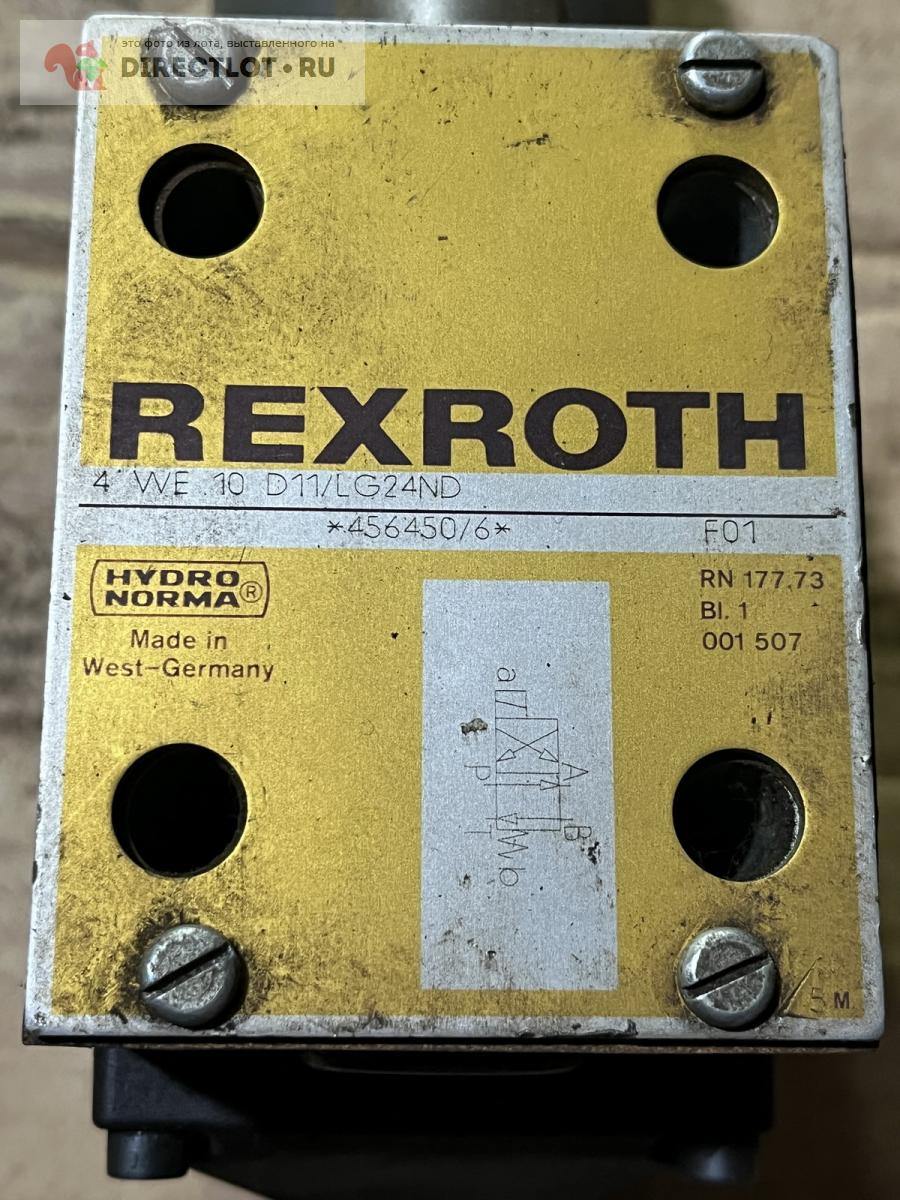 это фото из лота, выставленного на
DIRECTLOT•RU
REXROTH
4 WE 10 D11/LG24ND
*456450/6* F01
HYDRO
NORMA®
Made in
West-Germany
RN 177.73
Bl. 1
001 507
a
A
P
B
T
b
5 M